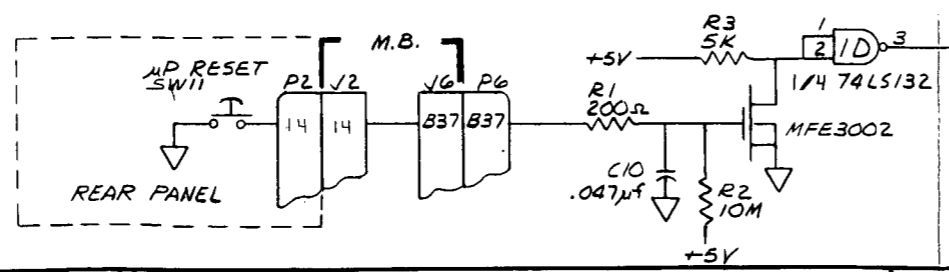 M.B.
µP RESET
SW11
P2 J2
J6 P6
14 14
B37 B37
REAR PANEL
R1
200Ω
C10
.047µf
R2
10M
+5V
+5V
R3
5K
1
2
1D
3
1/4 74LS132
MFE3002